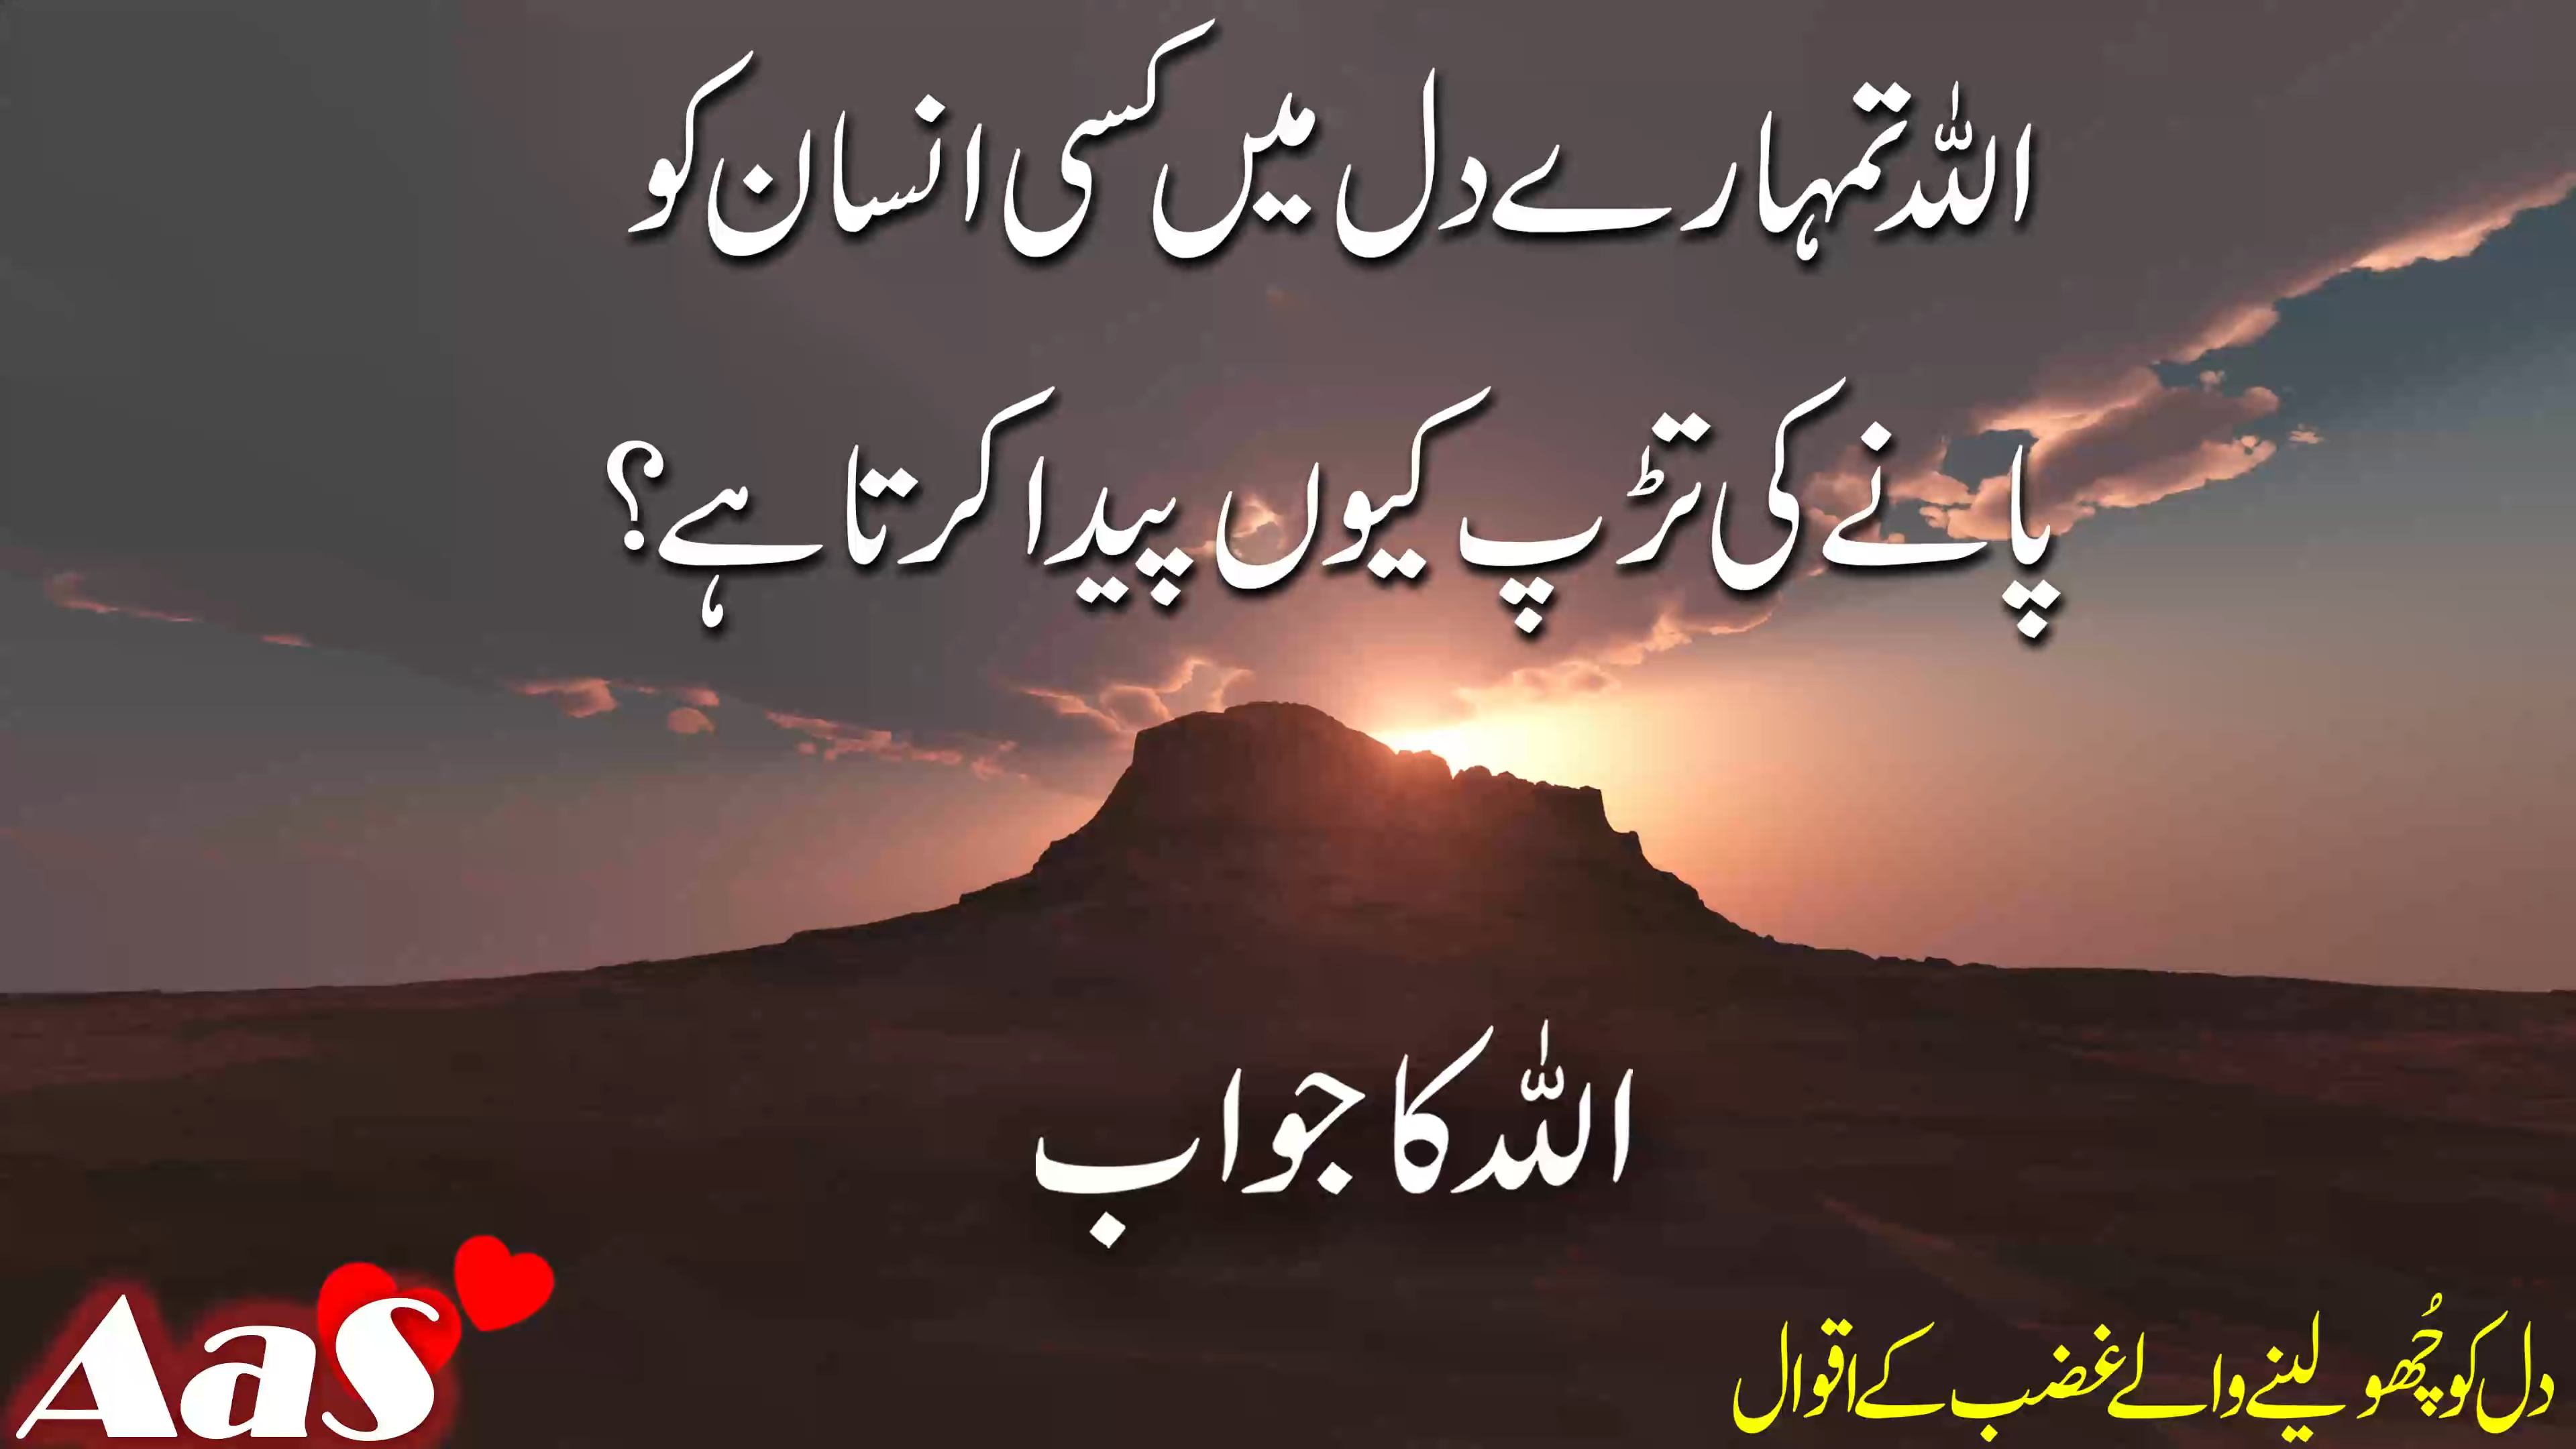 اللہ تمہارے دل میں کسی انسان کو
پانے کی تڑپ کیوں پیدا کرتا ہے؟
اللہ کا جواب
AaS
دل کو چُھو لینے والے غضب کے اقوال